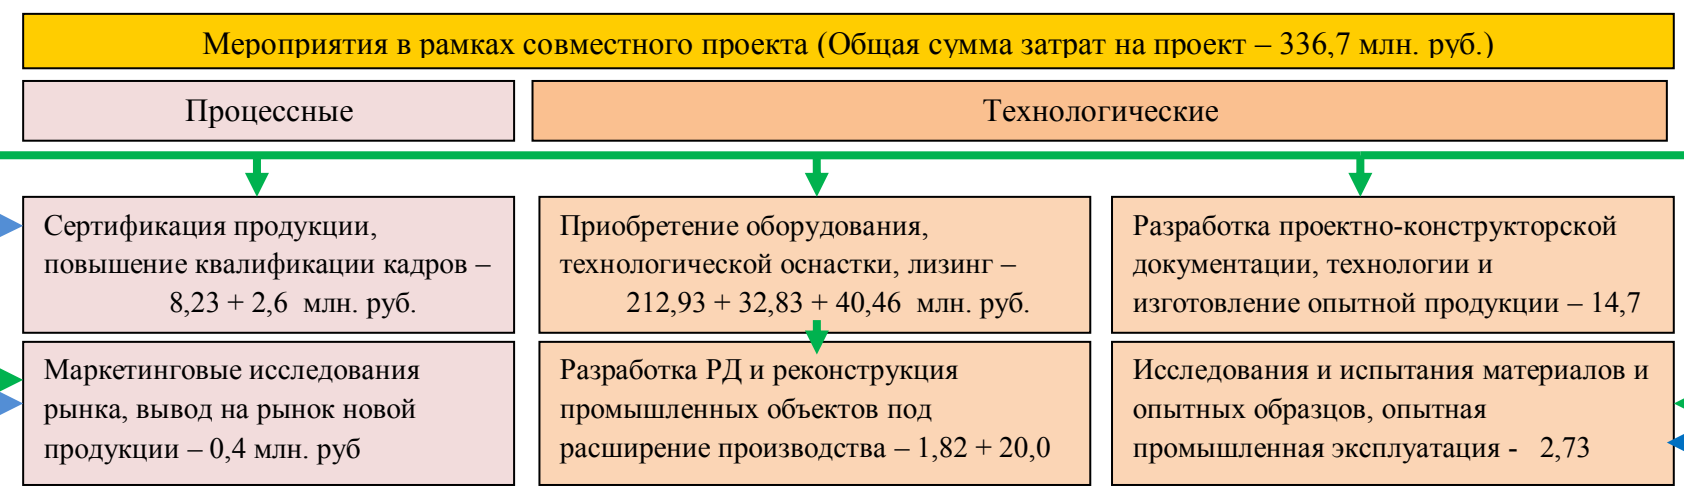 Мероприятия в рамках совместного проекта (Общая сумма затрат на проект – 336,7 млн. руб.)
Процессные
Технологические
Сертификация продукции,
повышение квалификации кадров –
8,23 + 2,6 млн. руб.
Приобретение оборудования,
технологической оснастки, лизинг –
212,93 + 32,83 + 40,46 млн. руб.
Разработка проектно-конструкторской
документации, технологии и
изготовление опытной продукции – 14,7
Маркетинговые исследования
рынка, вывод на рынок новой
продукции – 0,4 млн. руб
Разработка РД и реконструкция
промышленных объектов под
расширение производства – 1,82 + 20,0
Исследования и испытания материалов и
опытных образцов, опытная
промышленная эксплуатация - 2,73